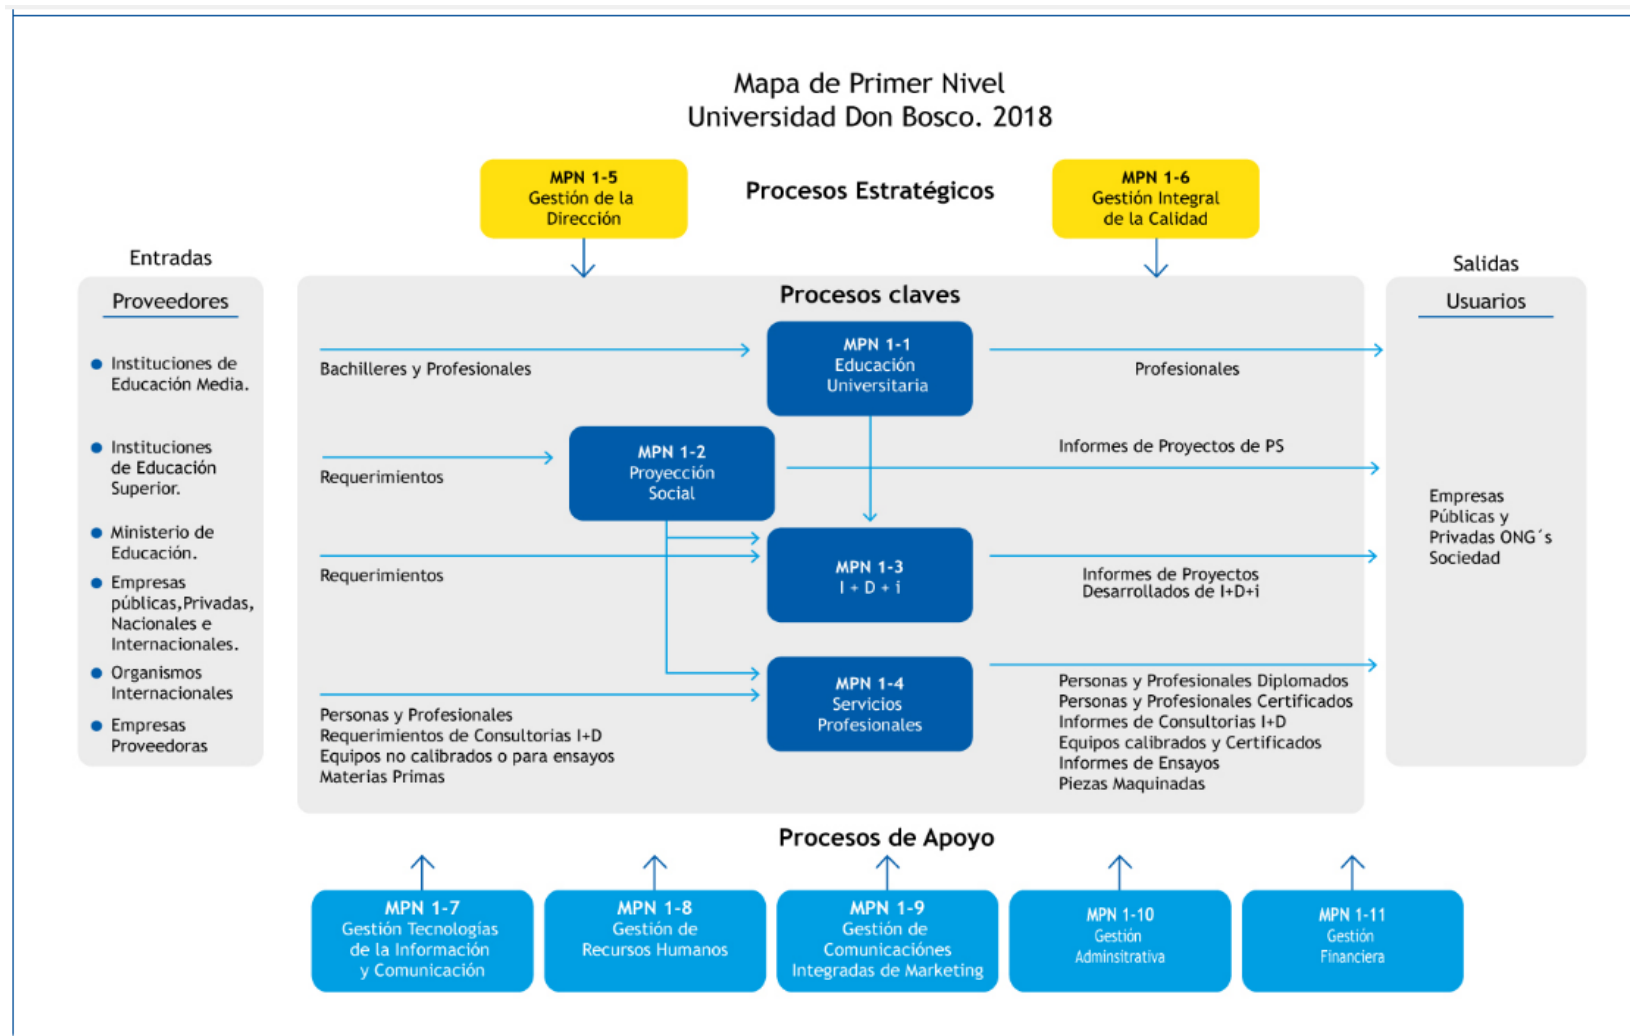 Mapa de Primer Nivel
Universidad Don Bosco. 2018
MPN 1-5
Gestión de la
Dirección
Procesos Estratégicos
MPN 1-6
Gestión Integral
de la Calidad
Entradas
Proveedores
Instituciones de
Educación Media.
Instituciones
de Educación
Superior.
Ministerio de
Educación.
Empresas
públicas,Privadas,
Nacionales e
Internacionales.
Organismos
Internacionales
Empresas
Proveedoras
Procesos claves
Bachilleres y Profesionales
MPN 1-1
Educación
Universitaria
Profesionales
Requerimientos
MPN 1-2
Proyección
Social
Informes de Proyectos de PS
Requerimientos
MPN 1-3
I + D + i
Informes de Proyectos
Desarrollados de I+D+i
Personas y Profesionales
Requerimientos de Consultorias I+D
Equipos no calibrados o para ensayos
Materias Primas
MPN 1-4
Servicios
Profesionales
Personas y Profesionales Diplomados
Personas y Profesionales Certificados
Informes de Consultorias I+D
Equipos calibrados y Certificados
Informes de Ensayos
Piezas Maquinadas
Salidas
Usuarios
Empresas
Públicas y
Privadas ONG´s
Sociedad
Procesos de Apoyo
MPN 1-7
Gestión Tecnologías
de la Información
y Comunicación
MPN 1-8
Gestión de
Recursos Humanos
MPN 1-9
Gestión de
Comunicaciónes
Integradas de Marketing
MPN 1-10
Gestión
Adminsitrativa
MPN 1-11
Gestión
Financiera